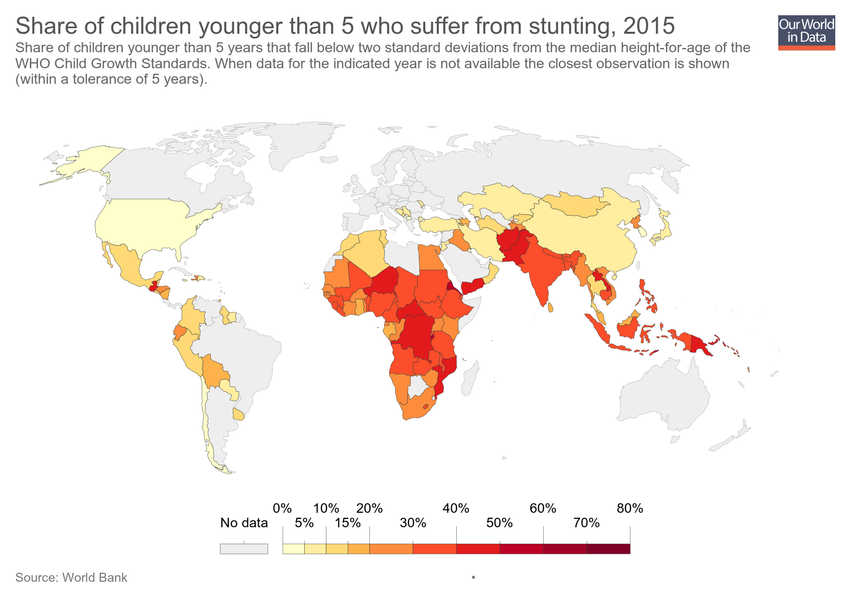 Share of children younger than 5 who suffer from stunting, 2015
Our World
in Data
Share of children younger than 5 years that fall below two standard deviations from the median height-for-age of the
WHO Child Growth Standards. When data for the indicated year is not available the closest observation is shown
(within a tolerance of 5 years).
0% 10% 20% 40% 60% 80%
No data 5% 15% 30% 50% 70%
Source: World Bank